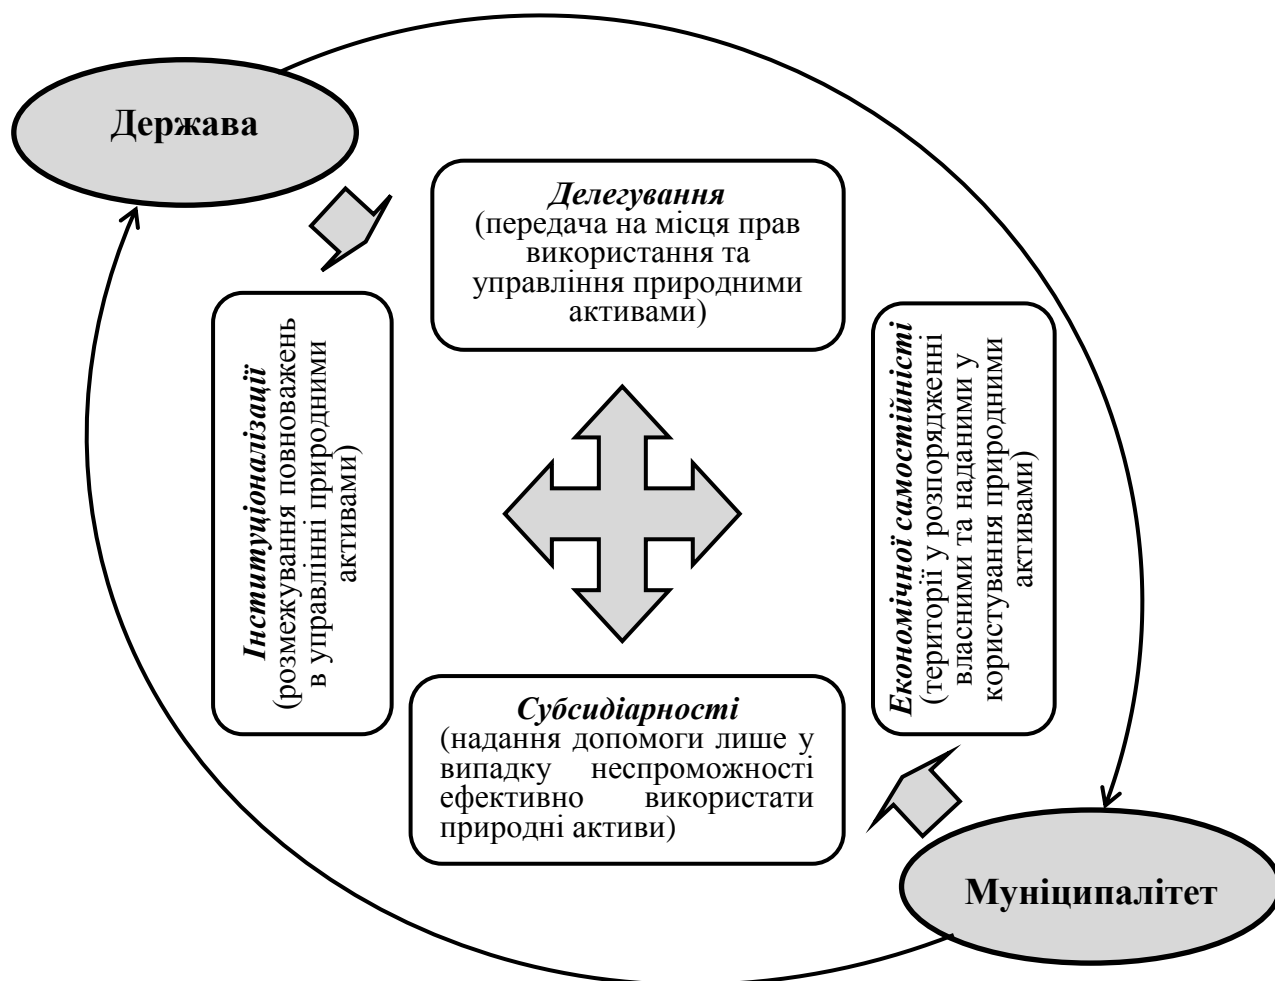 Держава
Делегування
(передача на місця прав
використання та
управління природними
активами)
Інституціоналізації
(розмежування повноважень
в управлінні природними
активами)
Економічної самостійністі
(території у розпорядженні
власними та наданими у
користування природними
активами)
Субсидіарності
(надання допомоги лише у
випадку неспроможності
ефективно використати
природні активи)
Муніципалітет